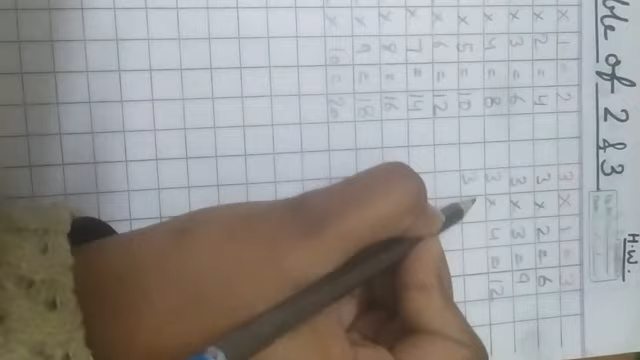 H.W.
ble of 2 & 3
× 1 = 2 3 × 1 = 3
× 2 = 4 3 × 2 = 6
× 3 = 6 3 × 3 = 9
× 4 = 8 3 × 4 = 12
× 5 = 10 3
× 6 = 12
× 7 = 14
× 8 = 16
× 9 = 18
× 10 = 20